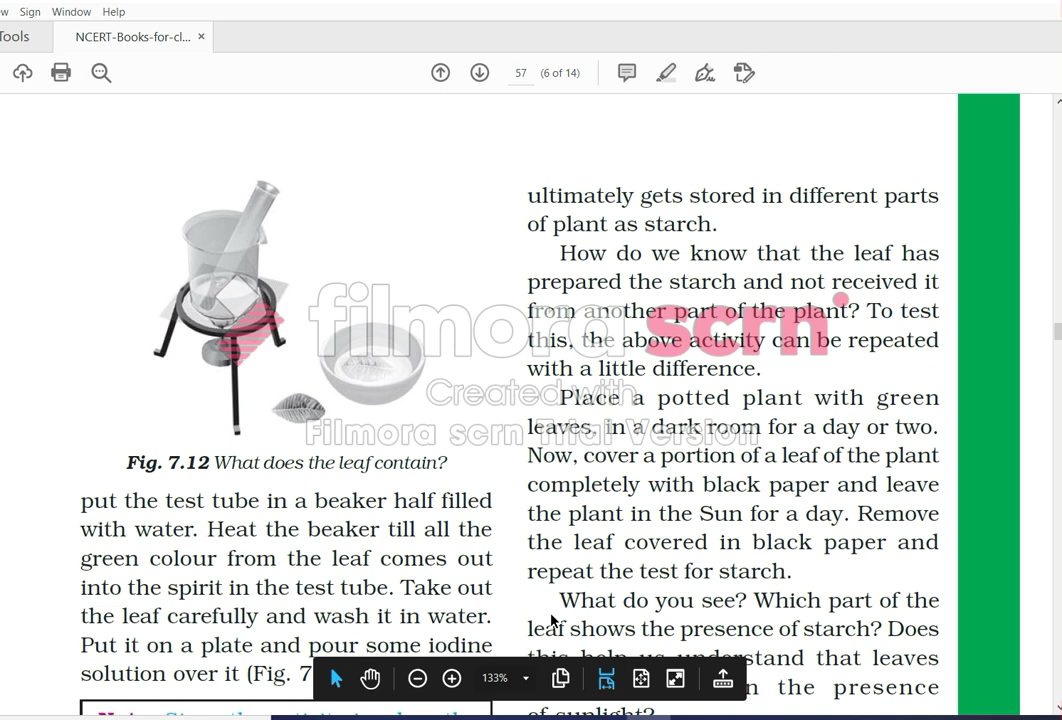 Sign Window Help
Tools
NCERT-Books-for-cl... ×
57 (6 of 14)
Fig. 7.12 What does the leaf contain?
put the test tube in a beaker half filled
with water. Heat the beaker till all the
green colour from the leaf comes out
into the spirit in the test tube. Take out
the leaf carefully and wash it in water.
Put it on a plate and pour some iodine
solution over it (Fig. 7
ultimately gets stored in different parts
of plant as starch.
How do we know that the leaf has
prepared the starch and not received it
from another part of the plant? To test
this, the above activity can be repeated
with a little difference.
Place a potted plant with green
leaves, in a dark room for a day or two.
Now, cover a portion of a leaf of the plant
completely with black paper and leave
the plant in the Sun for a day. Remove
the leaf covered in black paper and
repeat the test for starch.
What do you see? Which part of the
leaf shows the presence of starch? Does
this help us understand that leaves
n the presence
of sunlight?
filmora scrn
Created with
Filmora scrn Trial Version
133%